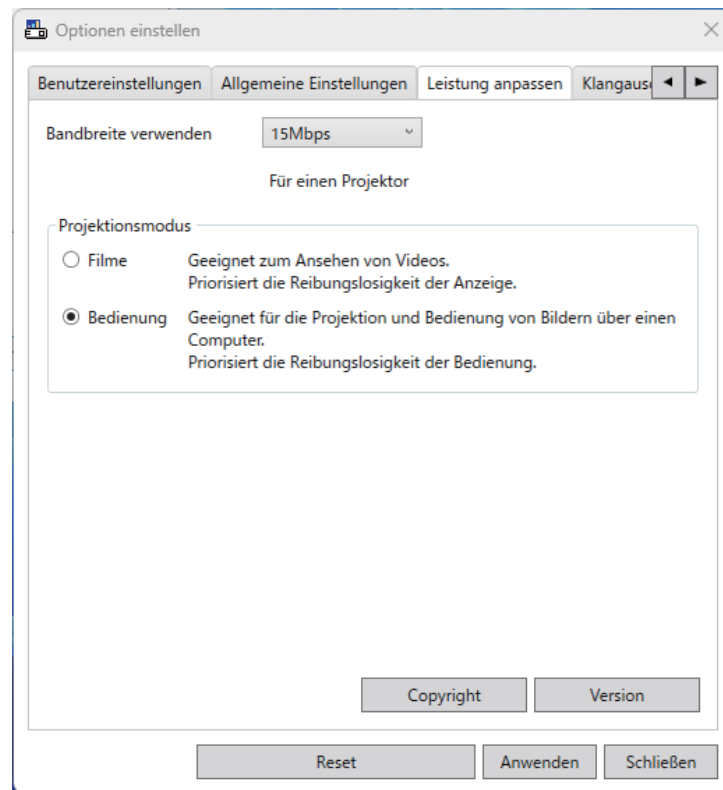 Optionen einstellen
Benutzereinstellungen Allgemeine Einstellungen Leistung anpassen Klangaus
Bandbreite verwenden 15Mbps
Für einen Projektor
Projektionsmodus
Filme Geeignet zum Ansehen von Videos.
Priorisiert die Reibungslosigkeit der Anzeige.
Bedienung Geeignet für die Projektion und Bedienung von Bildern über einen
Computer.
Priorisiert die Reibungslosigkeit der Bedienung.
Copyright Version
Reset Anwenden Schließen